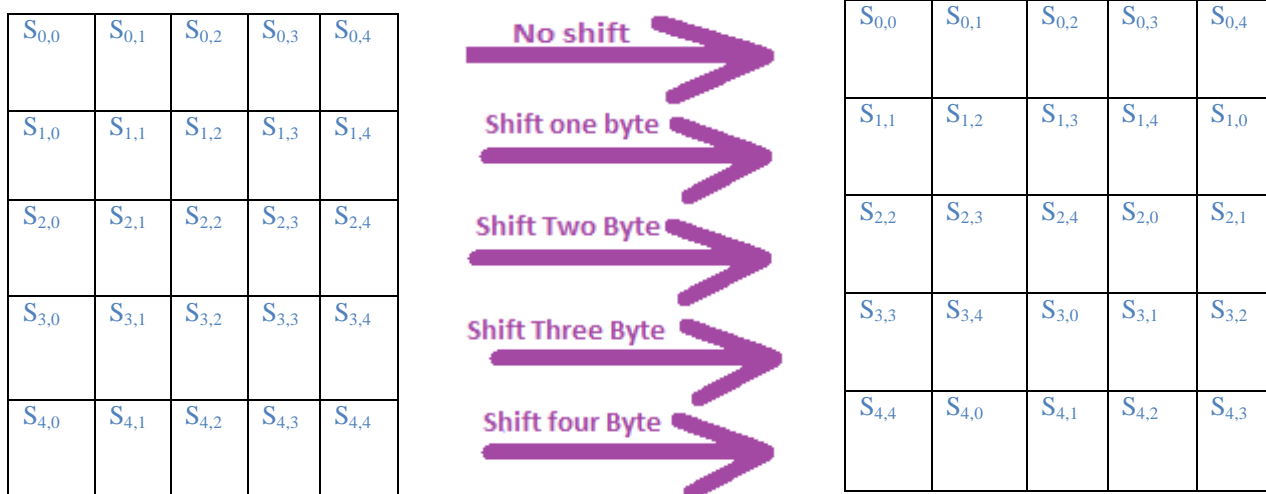 S0,0 S0,1 S0,2 S0,3 S0,4 No shift S0,0 S0,1 S0,2 S0,3 S0,4
S1,0 S1,1 S1,2 S1,3 S1,4 Shift one byte S1,1 S1,2 S1,3 S1,4 S1,0
S2,0 S2,1 S2,2 S2,3 S2,4 Shift Two Byte S2,2 S2,3 S2,4 S2,0 S2,1
S3,0 S3,1 S3,2 S3,3 S3,4 Shift Three Byte S3,3 S3,4 S3,0 S3,1 S3,2
S4,0 S4,1 S4,2 S4,3 S4,4 Shift four Byte S4,4 S4,0 S4,1 S4,2 S4,3